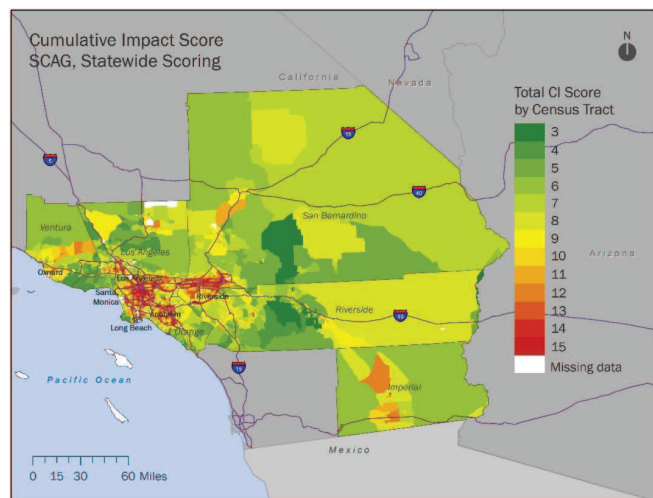 Cumulative Impact Score
SCAG, Statewide Scoring
N
California
Nevada
Total CI Score
by Census Tract
3
4
5
6
7
8
9
10
11
12
13
14
15
Missing data
5
15
40
San Bernardino
Ventura
Los Angeles
Arizona
Oxnard
Los Angeles
Santa
Monica
Riverside
Riverside
Anaheim
10
Long Beach
Orange
15
Imperial
Pacific Ocean
Mexico
0 15 30 60 Miles